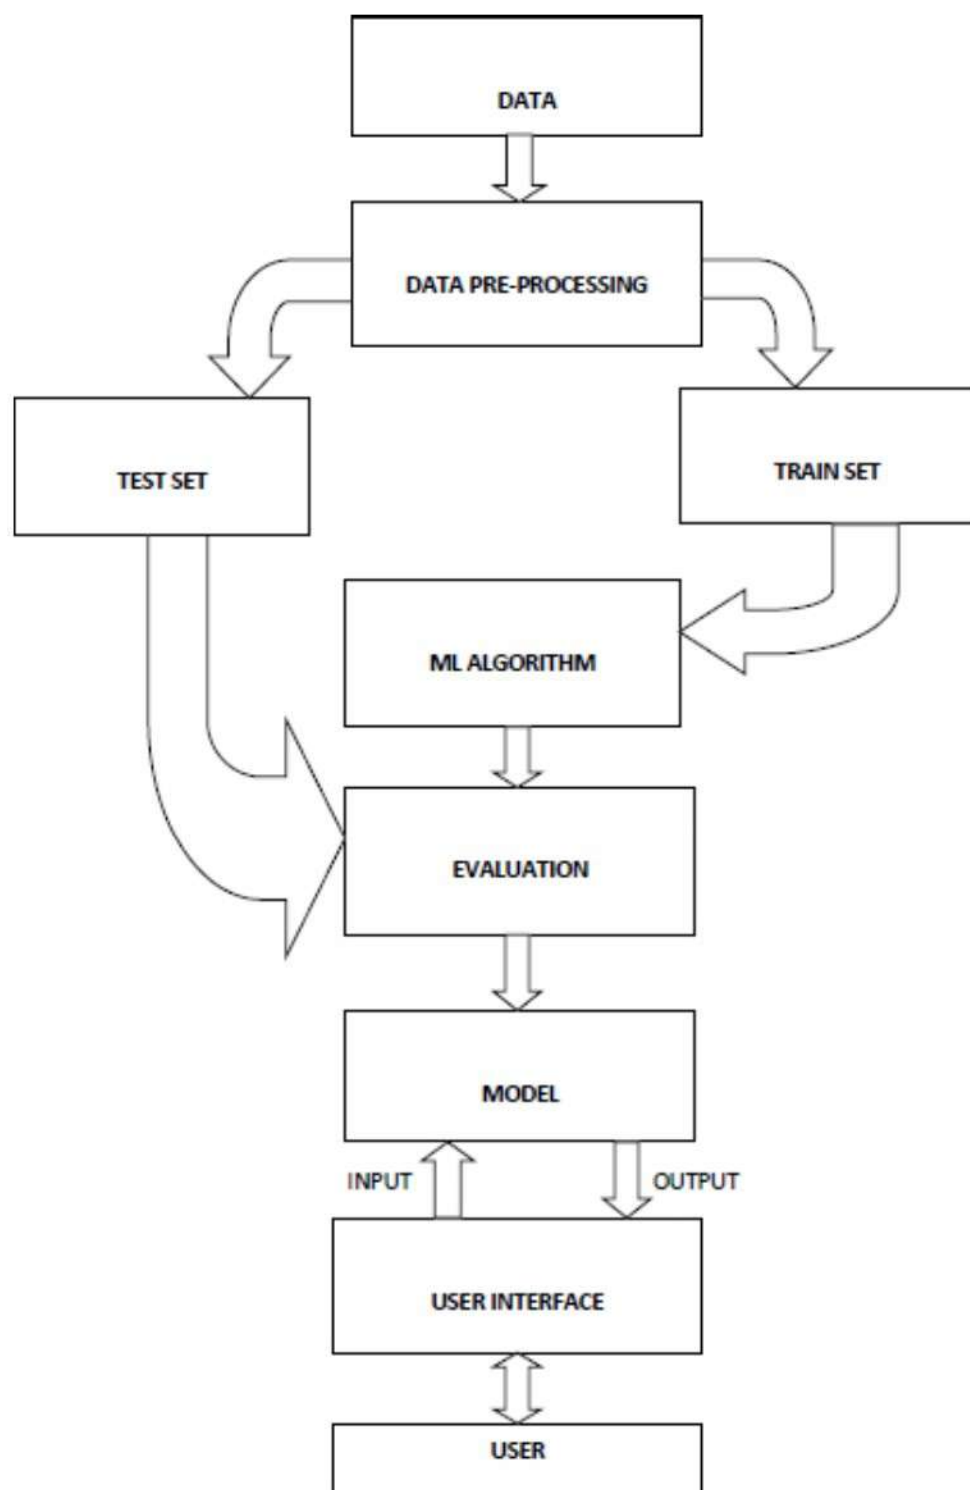 DATA
DATA PRE-PROCESSING
TEST SET
TRAIN SET
ML ALGORITHM
EVALUATION
MODEL
INPUT
OUTPUT
USER INTERFACE
USER